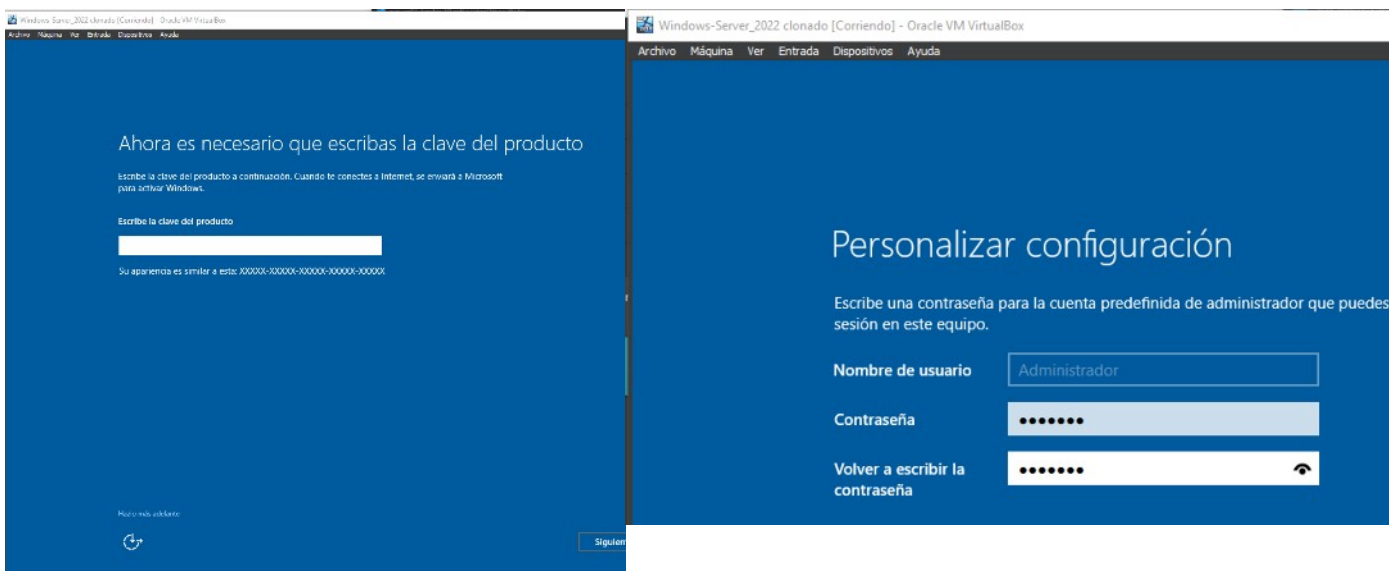 Windows-Server_2022 clonado [Corriendo] - Oracle VM VirtualBox
Archivo Máquina Ver Entrada Dispositivos Ayuda
Ahora es necesario que escribas la clave del producto
Escribe la clave del producto a continuación. Cuando te conectes a Internet, se enviará a Microsoft
para activar Windows.
Escribe la clave del producto
Su apariencia es similar a esta: XXXXX-XXXXX-XXXXX-XXXXX-XXXXX
Hazlo más adelante
Siguien
Windows-Server_2022 clonado [Corriendo] - Oracle VM VirtualBox
Archivo Máquina Ver Entrada Dispositivos Ayuda
Personalizar configuración
Escribe una contraseña para la cuenta predefinida de administrador que puedes
sesión en este equipo.
Nombre de usuario Administrador
Contraseña
Volver a escribir la
contraseña